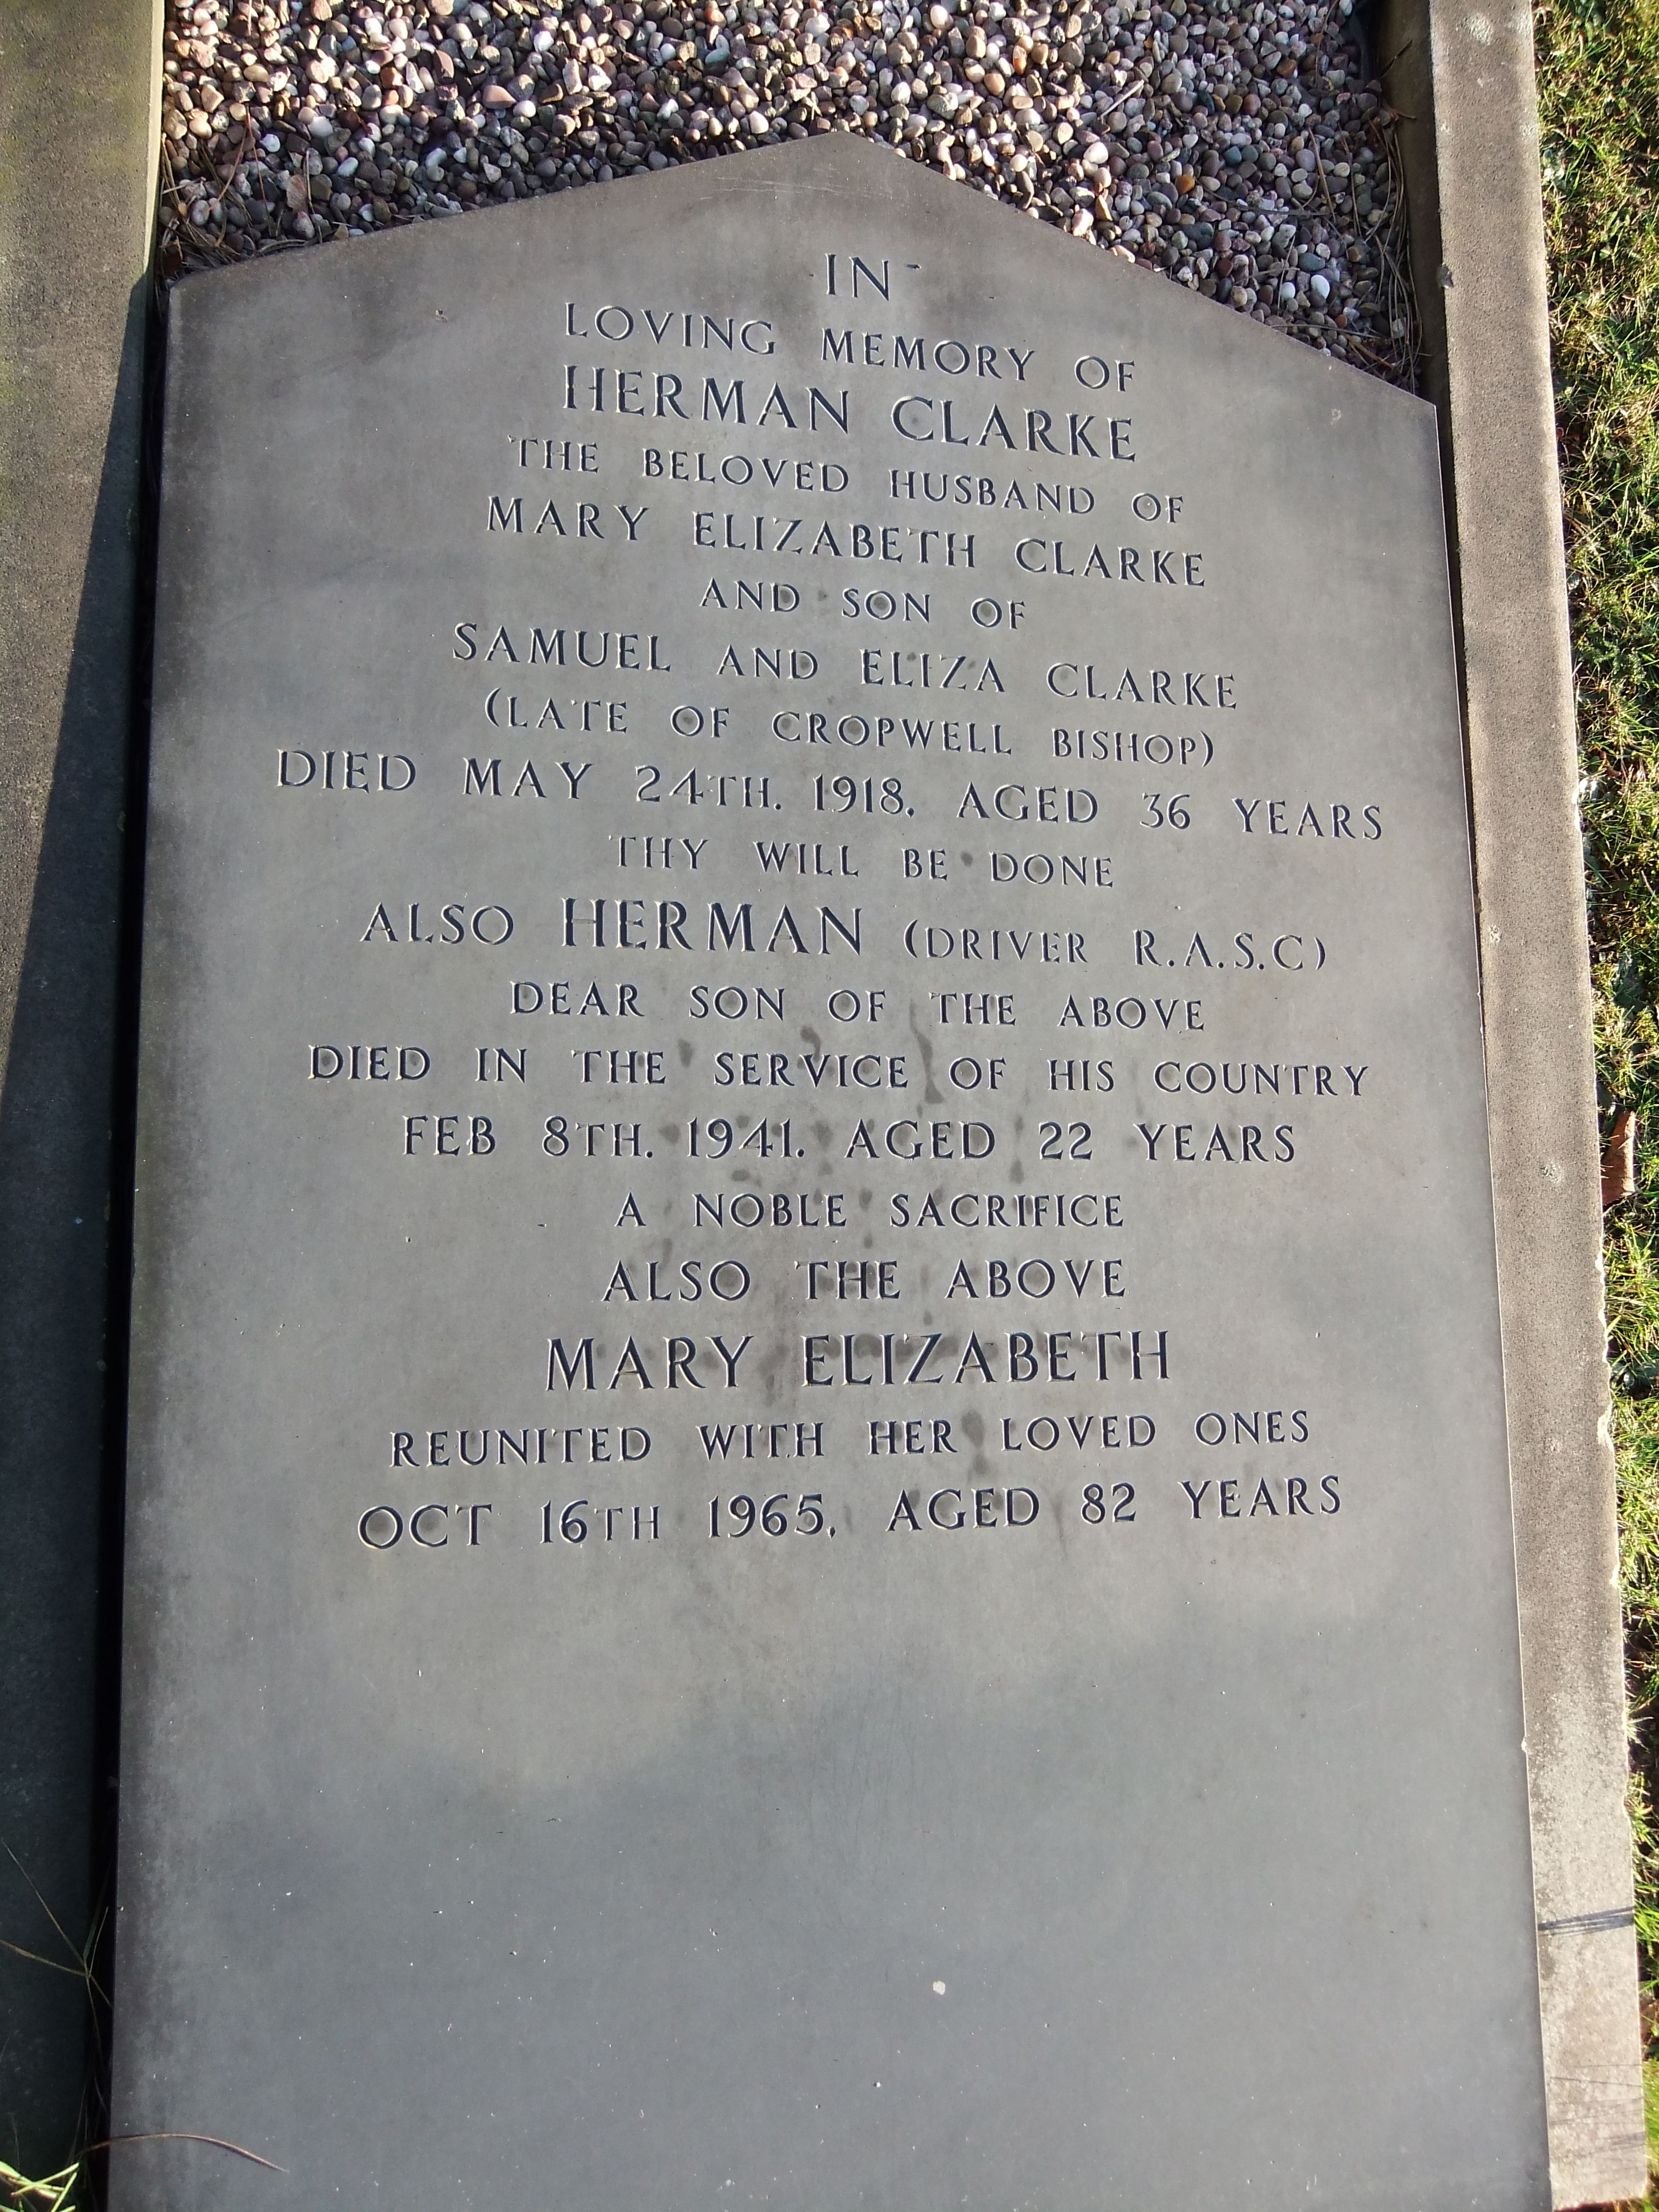 IN
LOVING MEMORY OF
HERMAN CLARKE
THE BELOVED HUSBAND OF
MARY ELIZABETH CLARKE
AND SON OF
SAMUEL AND ELIZA CLARKE
(LATE OF CROPWELL BISHOP)
DIED MAY 24TH. 1918. AGED 36 YEARS
THY WILL BE DONE
ALSO HERMAN (DRIVER R.A.S.C)
DEAR SON OF THE ABOVE
DIED IN THE SERVICE OF HIS COUNTRY
FEB 8TH. 1941. AGED 22 YEARS
A NOBLE SACRIFICE
ALSO THE ABOVE
MARY ELIZABETH
REUNITED WITH HER LOVED ONES
OCT 16TH 1965. AGED 82 YEARS